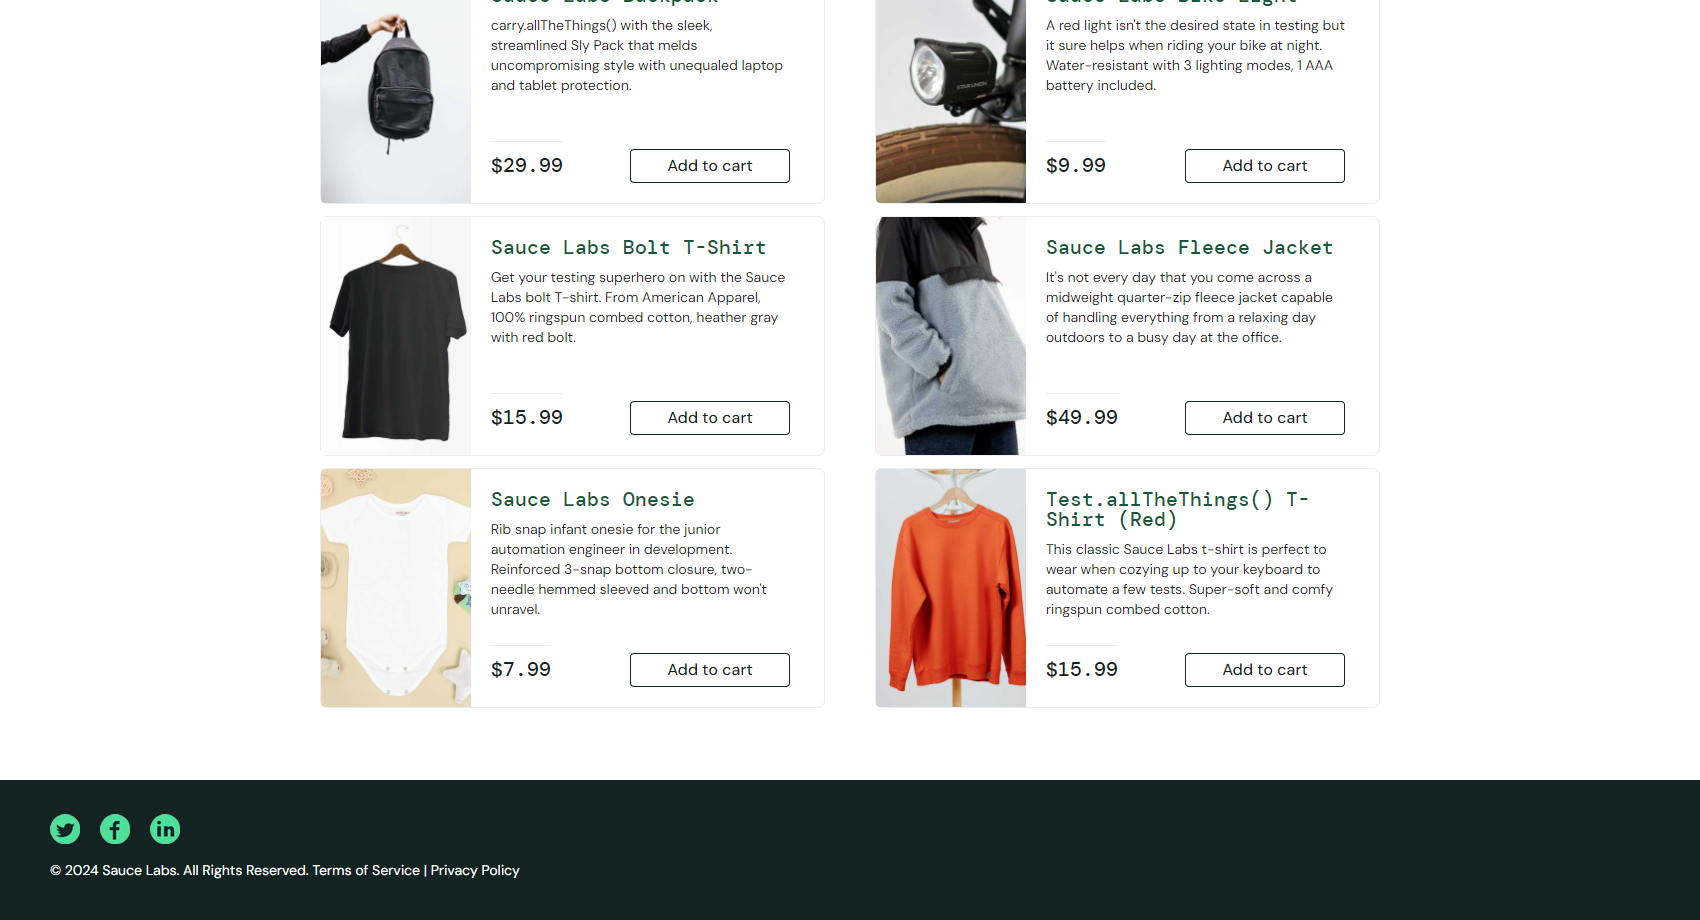 Sauce Labs Backpack
carry.allTheThings() with the sleek,
streamlined Sly Pack that melds
uncompromising style with unequaled laptop
and tablet protection.
$29.99
Add to cart
Sauce Labs Bike Light
A red light isn't the desired state in testing but
it sure helps when riding your bike at night.
Water-resistant with 3 lighting modes, 1 AAA
battery included.
$9.99
Add to cart
Sauce Labs Bolt T-Shirt
Get your testing superhero on with the Sauce
Labs bolt T-shirt. From American Apparel,
100% ringspun combed cotton, heather gray
with red bolt.
$15.99
Add to cart
Sauce Labs Fleece Jacket
It's not every day that you come across a
midweight quarter-zip fleece jacket capable
of handling everything from a relaxing day
outdoors to a busy day at the office.
$49.99
Add to cart
Sauce Labs Onesie
Rib snap infant onesie for the junior
automation engineer in development.
Reinforced 3-snap bottom closure, two-
needle hemmed sleeved and bottom won't
unravel.
$7.99
Add to cart
Test.allTheThings() T-
Shirt (Red)
This classic Sauce Labs t-shirt is perfect to
wear when cozying up to your keyboard to
automate a few tests. Super-soft and comfy
ringspun combed cotton.
$15.99
Add to cart
© 2024 Sauce Labs. All Rights Reserved. Terms of Service | Privacy Policy